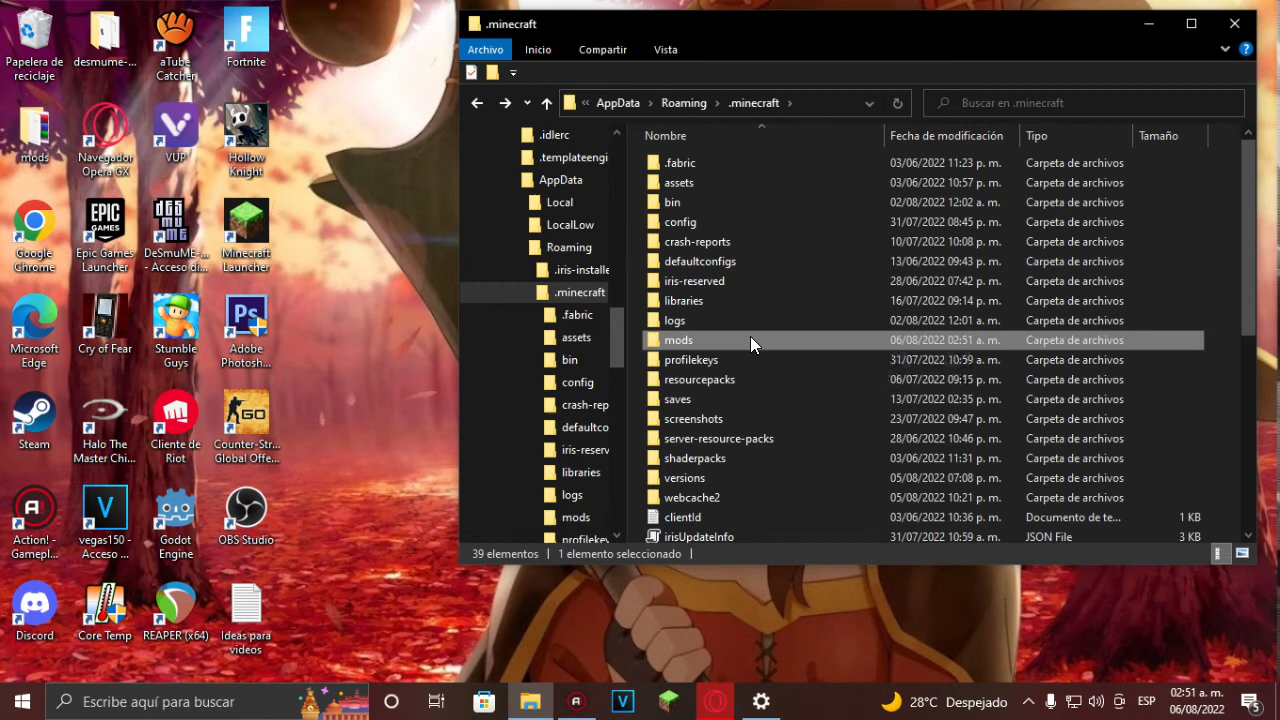 Papelera de
reciclaje
desmume-...
aTube
Catcher
Fortnite
mods
Navegador
Opera GX
VUP
Hollow
Knight
Google
Chrome
EPIC
GAMES
Epic Games
Launcher
DES
MU
ME
DeSmuME-...
- Acceso di...
Minecraft
Launcher
Microsoft
Edge
Cry of Fear
Stumble
Guys
Ps
Adobe
Photosh...
Steam
Halo The
Master Chi...
Cliente de
Riot
GO
Counter-Str...
Global Offe...
Action! -
Gamepl...
vegas150 -
Acceso ...
Godot
Engine
OBS Studio
Discord
Core Temp
REAPER (x64)
Ideas para
videos
.minecraft
Archivo
Inicio
Compartir
Vista
« AppData › Roaming › .minecraft ›
Buscar en .minecraft
.idlerc
.templateengi
AppData
Local
LocalLow
Roaming
.iris-installe
.minecraft
.fabric
assets
bin
config
crash-rep
defaultco
iris-reserv
libraries
logs
mods
profilekey
Nombre Fecha de modificación Tipo Tamaño
.fabric 03/06/2022 11:23 p. m. Carpeta de archivos
assets 03/06/2022 10:57 p. m. Carpeta de archivos
bin 02/08/2022 12:02 a. m. Carpeta de archivos
config 31/07/2022 08:45 p. m. Carpeta de archivos
crash-reports 10/07/2022 10:08 p. m. Carpeta de archivos
defaultconfigs 13/06/2022 09:43 p. m. Carpeta de archivos
iris-reserved 28/06/2022 07:42 p. m. Carpeta de archivos
libraries 16/07/2022 09:14 p. m. Carpeta de archivos
logs 02/08/2022 12:01 a. m. Carpeta de archivos
mods 06/08/2022 02:51 a. m. Carpeta de archivos
profilekeys 31/07/2022 10:59 a. m. Carpeta de archivos
resourcepacks 06/07/2022 09:15 p. m. Carpeta de archivos
saves 13/07/2022 02:35 p. m. Carpeta de archivos
screenshots 23/07/2022 09:47 p. m. Carpeta de archivos
server-resource-packs 28/06/2022 10:46 p. m. Carpeta de archivos
shaderpacks 03/06/2022 11:31 p. m. Carpeta de archivos
versions 05/08/2022 07:08 p. m. Carpeta de archivos
webcache2 05/08/2022 10:21 p. m. Carpeta de archivos
clientId 03/06/2022 10:36 p. m. Documento de te... 1 KB
irisUpdateInfo 31/07/2022 10:59 a. m. JSON File 3 KB
39 elementos
1 elemento seleccionado
Escribe aquí para buscar
28°C Despejado
ESP
02:51 a. m.
06/08/2022
5